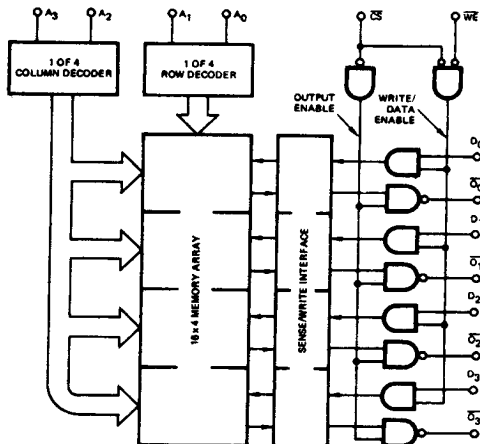 A3 A2
A1 A0
CS
WE
1 OF 4
COLUMN DECODER
1 OF 4
ROW DECODER
OUTPUT
ENABLE
WRITE/
DATA
ENABLE
16 x 4 MEMORY ARRAY
SENSE/WRITE INTERFACE
D0
O0
D1
O1
D2
O2
D3
O3